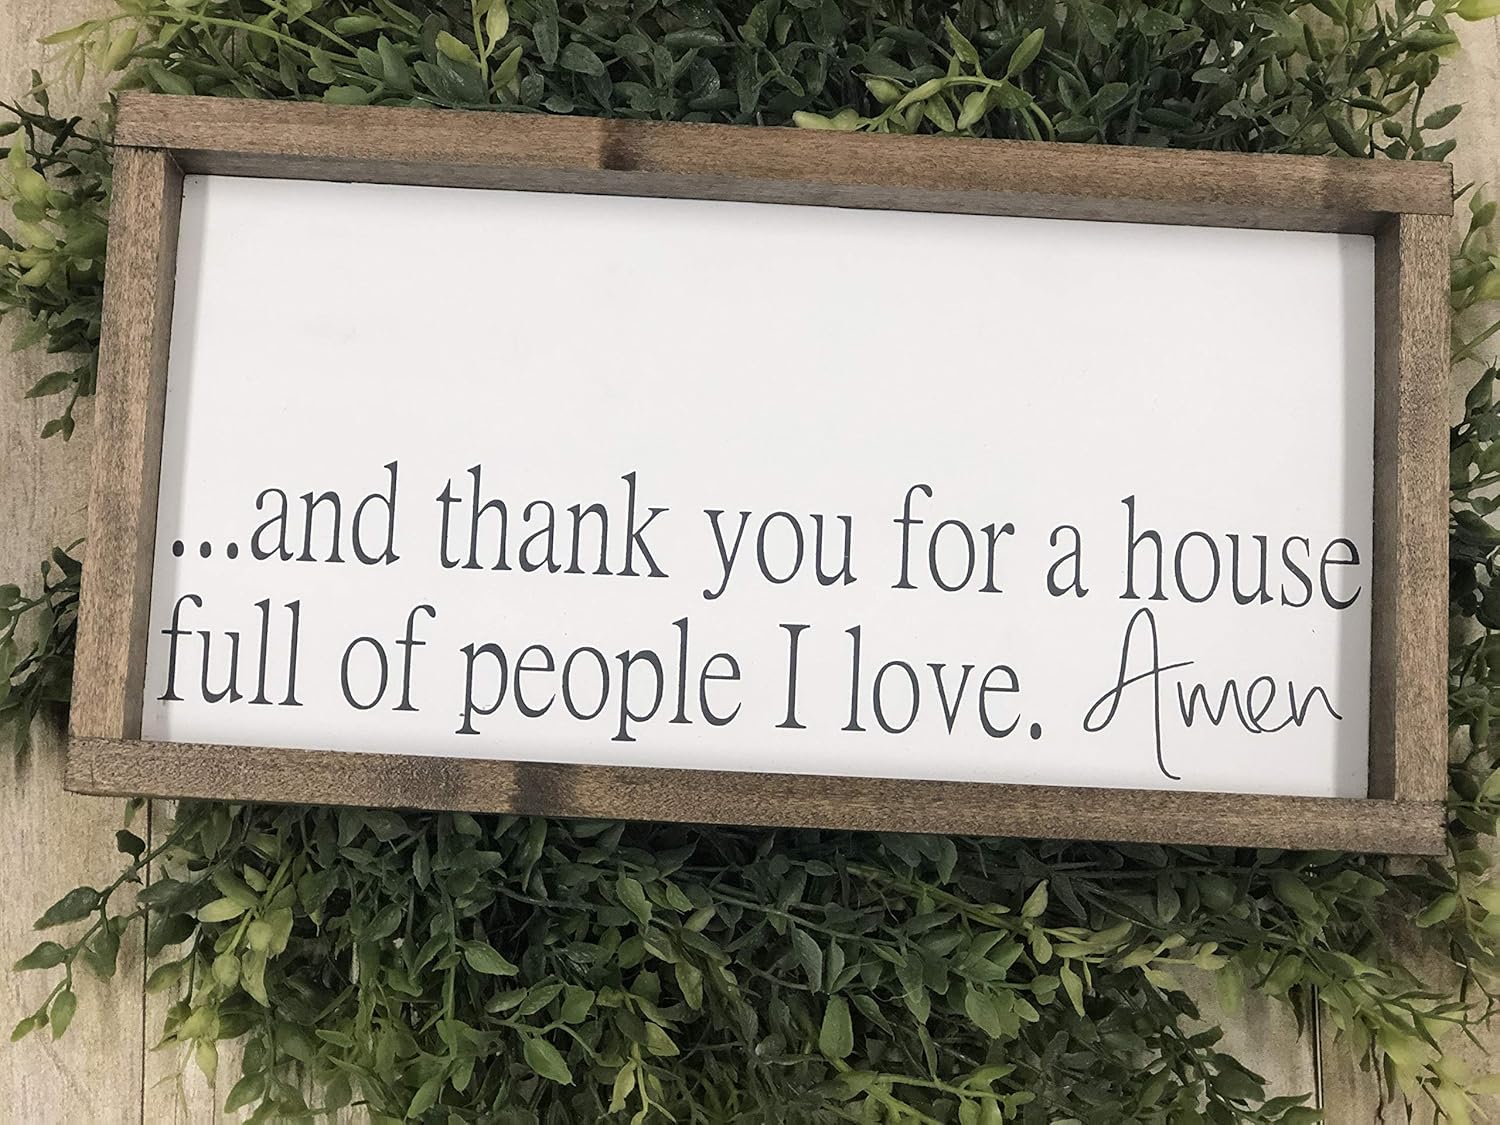 ...and thank you for a house
full of people I love. Amen